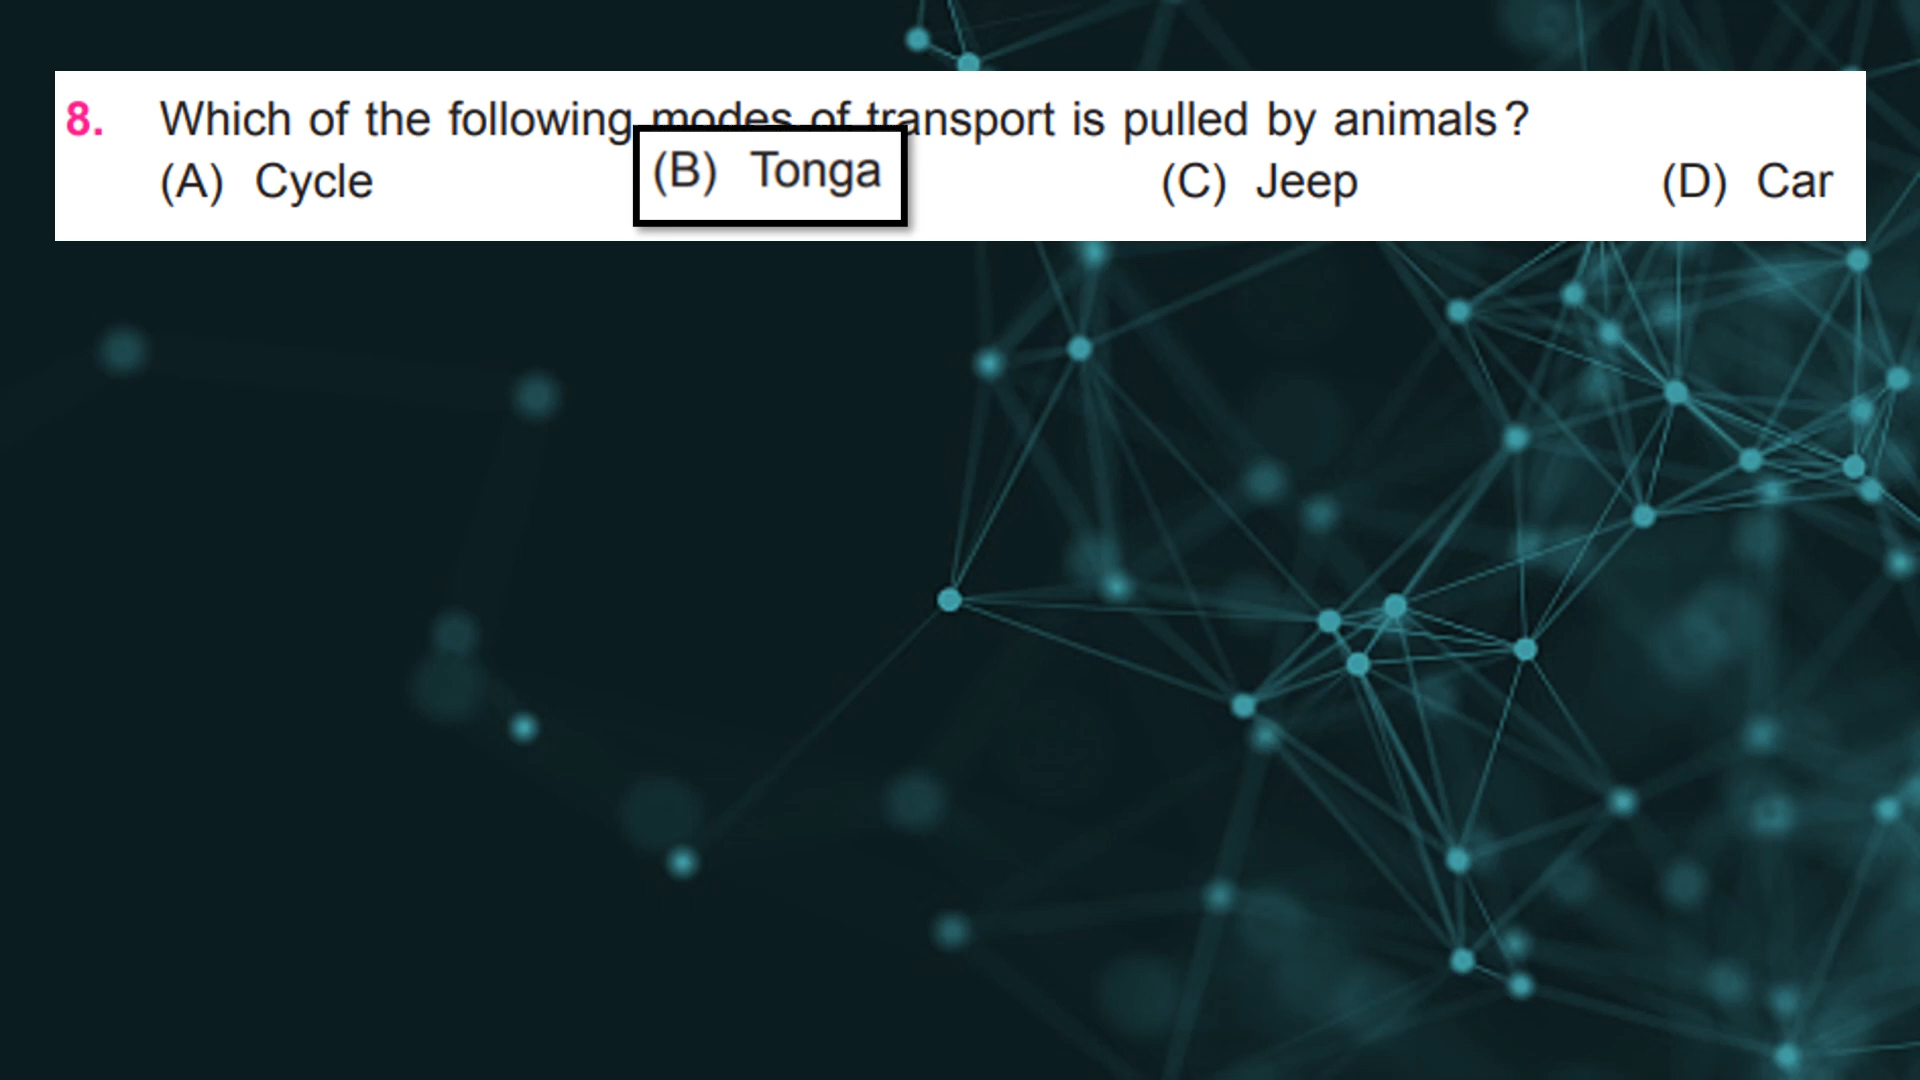 8. Which of the following modes of transport is pulled by animals?
(A) Cycle (B) Tonga (C) Jeep (D) Car